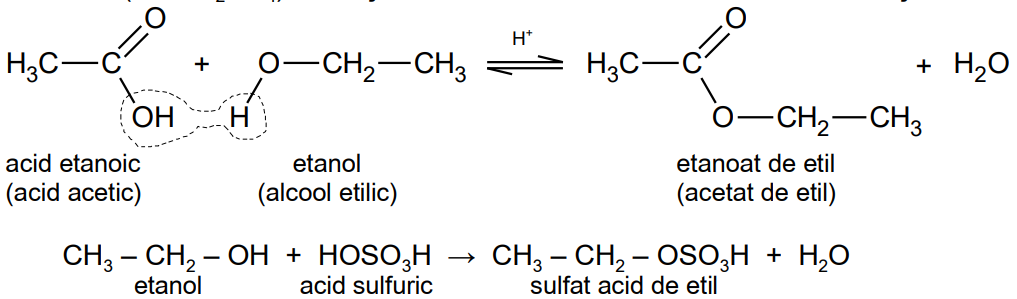 O O
H⁺
H₃C—C + O—CH₂—CH₃ ⇌ H₃C—C + H₂O
OH H O—CH₂—CH₃
acid etanoic etanol etanoat de etil
(acid acetic) (alcool etilic) (acetat de etil)
CH₃ – CH₂ – OH + HOSO₃H → CH₃ – CH₂ – OSO₃H + H₂O
etanol acid sulfuric sulfat acid de etil